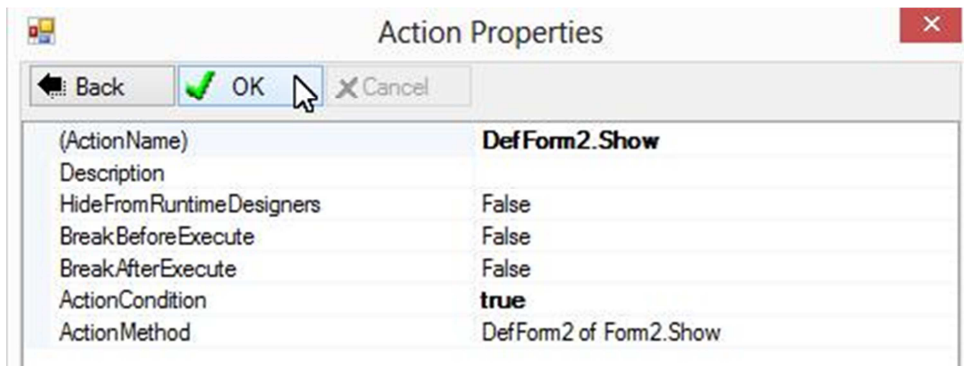 Action Properties
Back OK Cancel
(ActionName) DefForm2.Show
Description
HideFromRuntimeDesigners False
BreakBeforeExecute False
BreakAfterExecute False
ActionCondition true
ActionMethod DefForm2 of Form2.Show